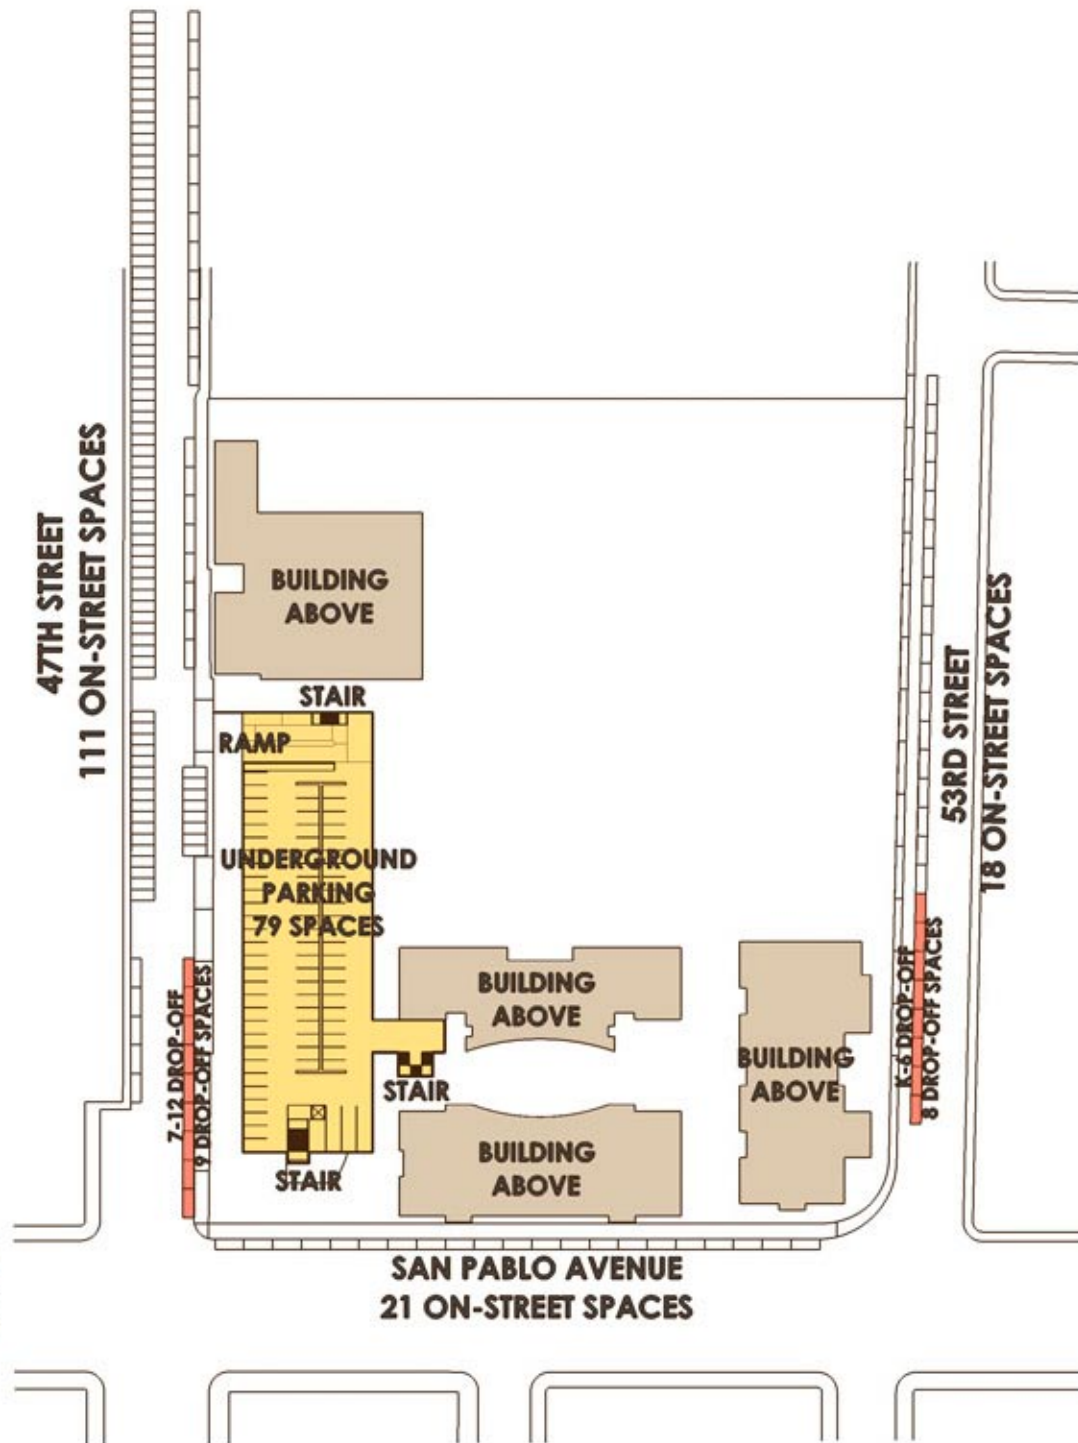 47TH STREET
111 ON-STREET SPACES
BUILDING
ABOVE
STAIR
RAMP
UNDERGROUND
PARKING
79 SPACES
53RD STREET
18 ON-STREET SPACES
7-12 DROP-OFF
9 DROP-OFF SPACES
BUILDING
ABOVE
STAIR
BUILDING
ABOVE
K-6 DROP-OFF
8 DROP-OFF SPACES
BUILDING
ABOVE
STAIR
SAN PABLO AVENUE
21 ON-STREET SPACES